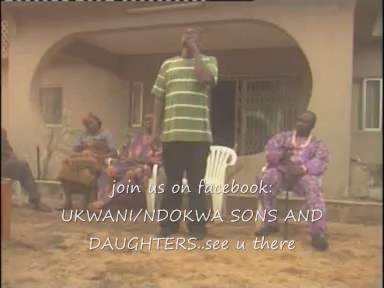 join us on facebook:
UKWANI/NDOKWA SONS AND
DAUGHTERS..see u there